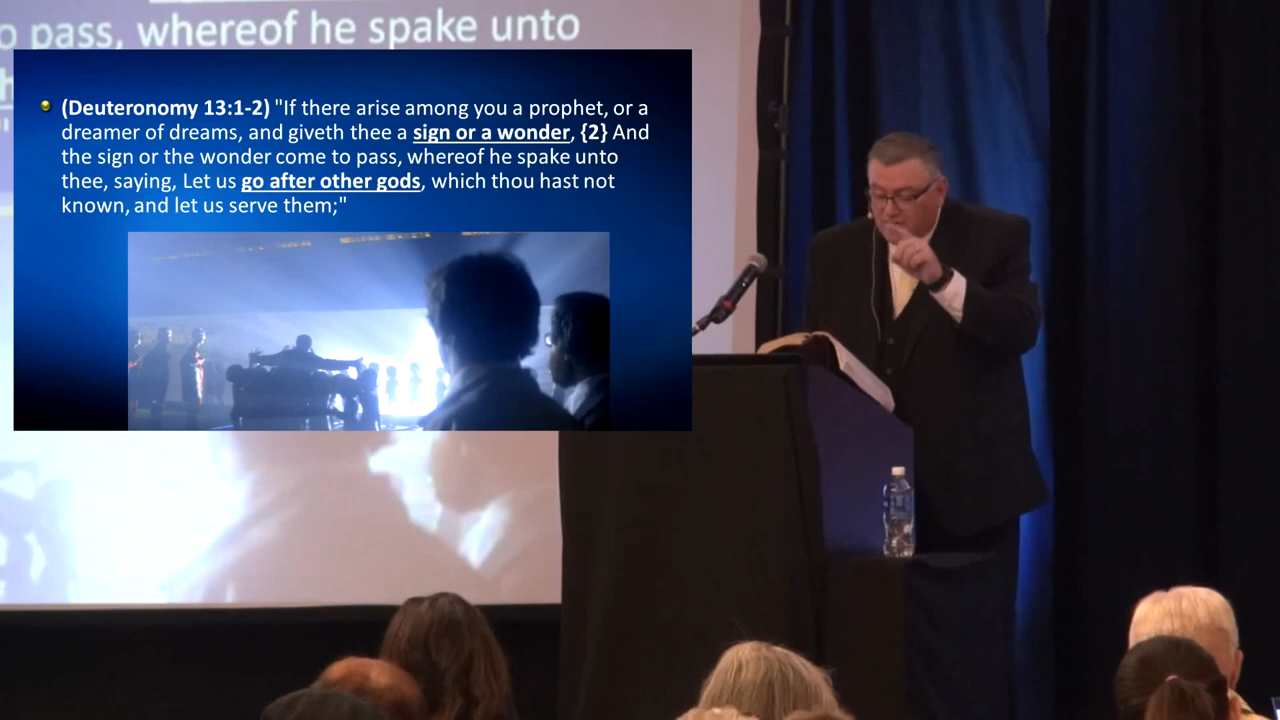 o pass, whereof he spake unto
(Deuteronomy 13:1-2) "If there arise among you a prophet, or a
dreamer of dreams, and giveth thee a sign or a wonder, {2} And
the sign or the wonder come to pass, whereof he spake unto
thee, saying, Let us go after other gods, which thou hast not
known, and let us serve them;"